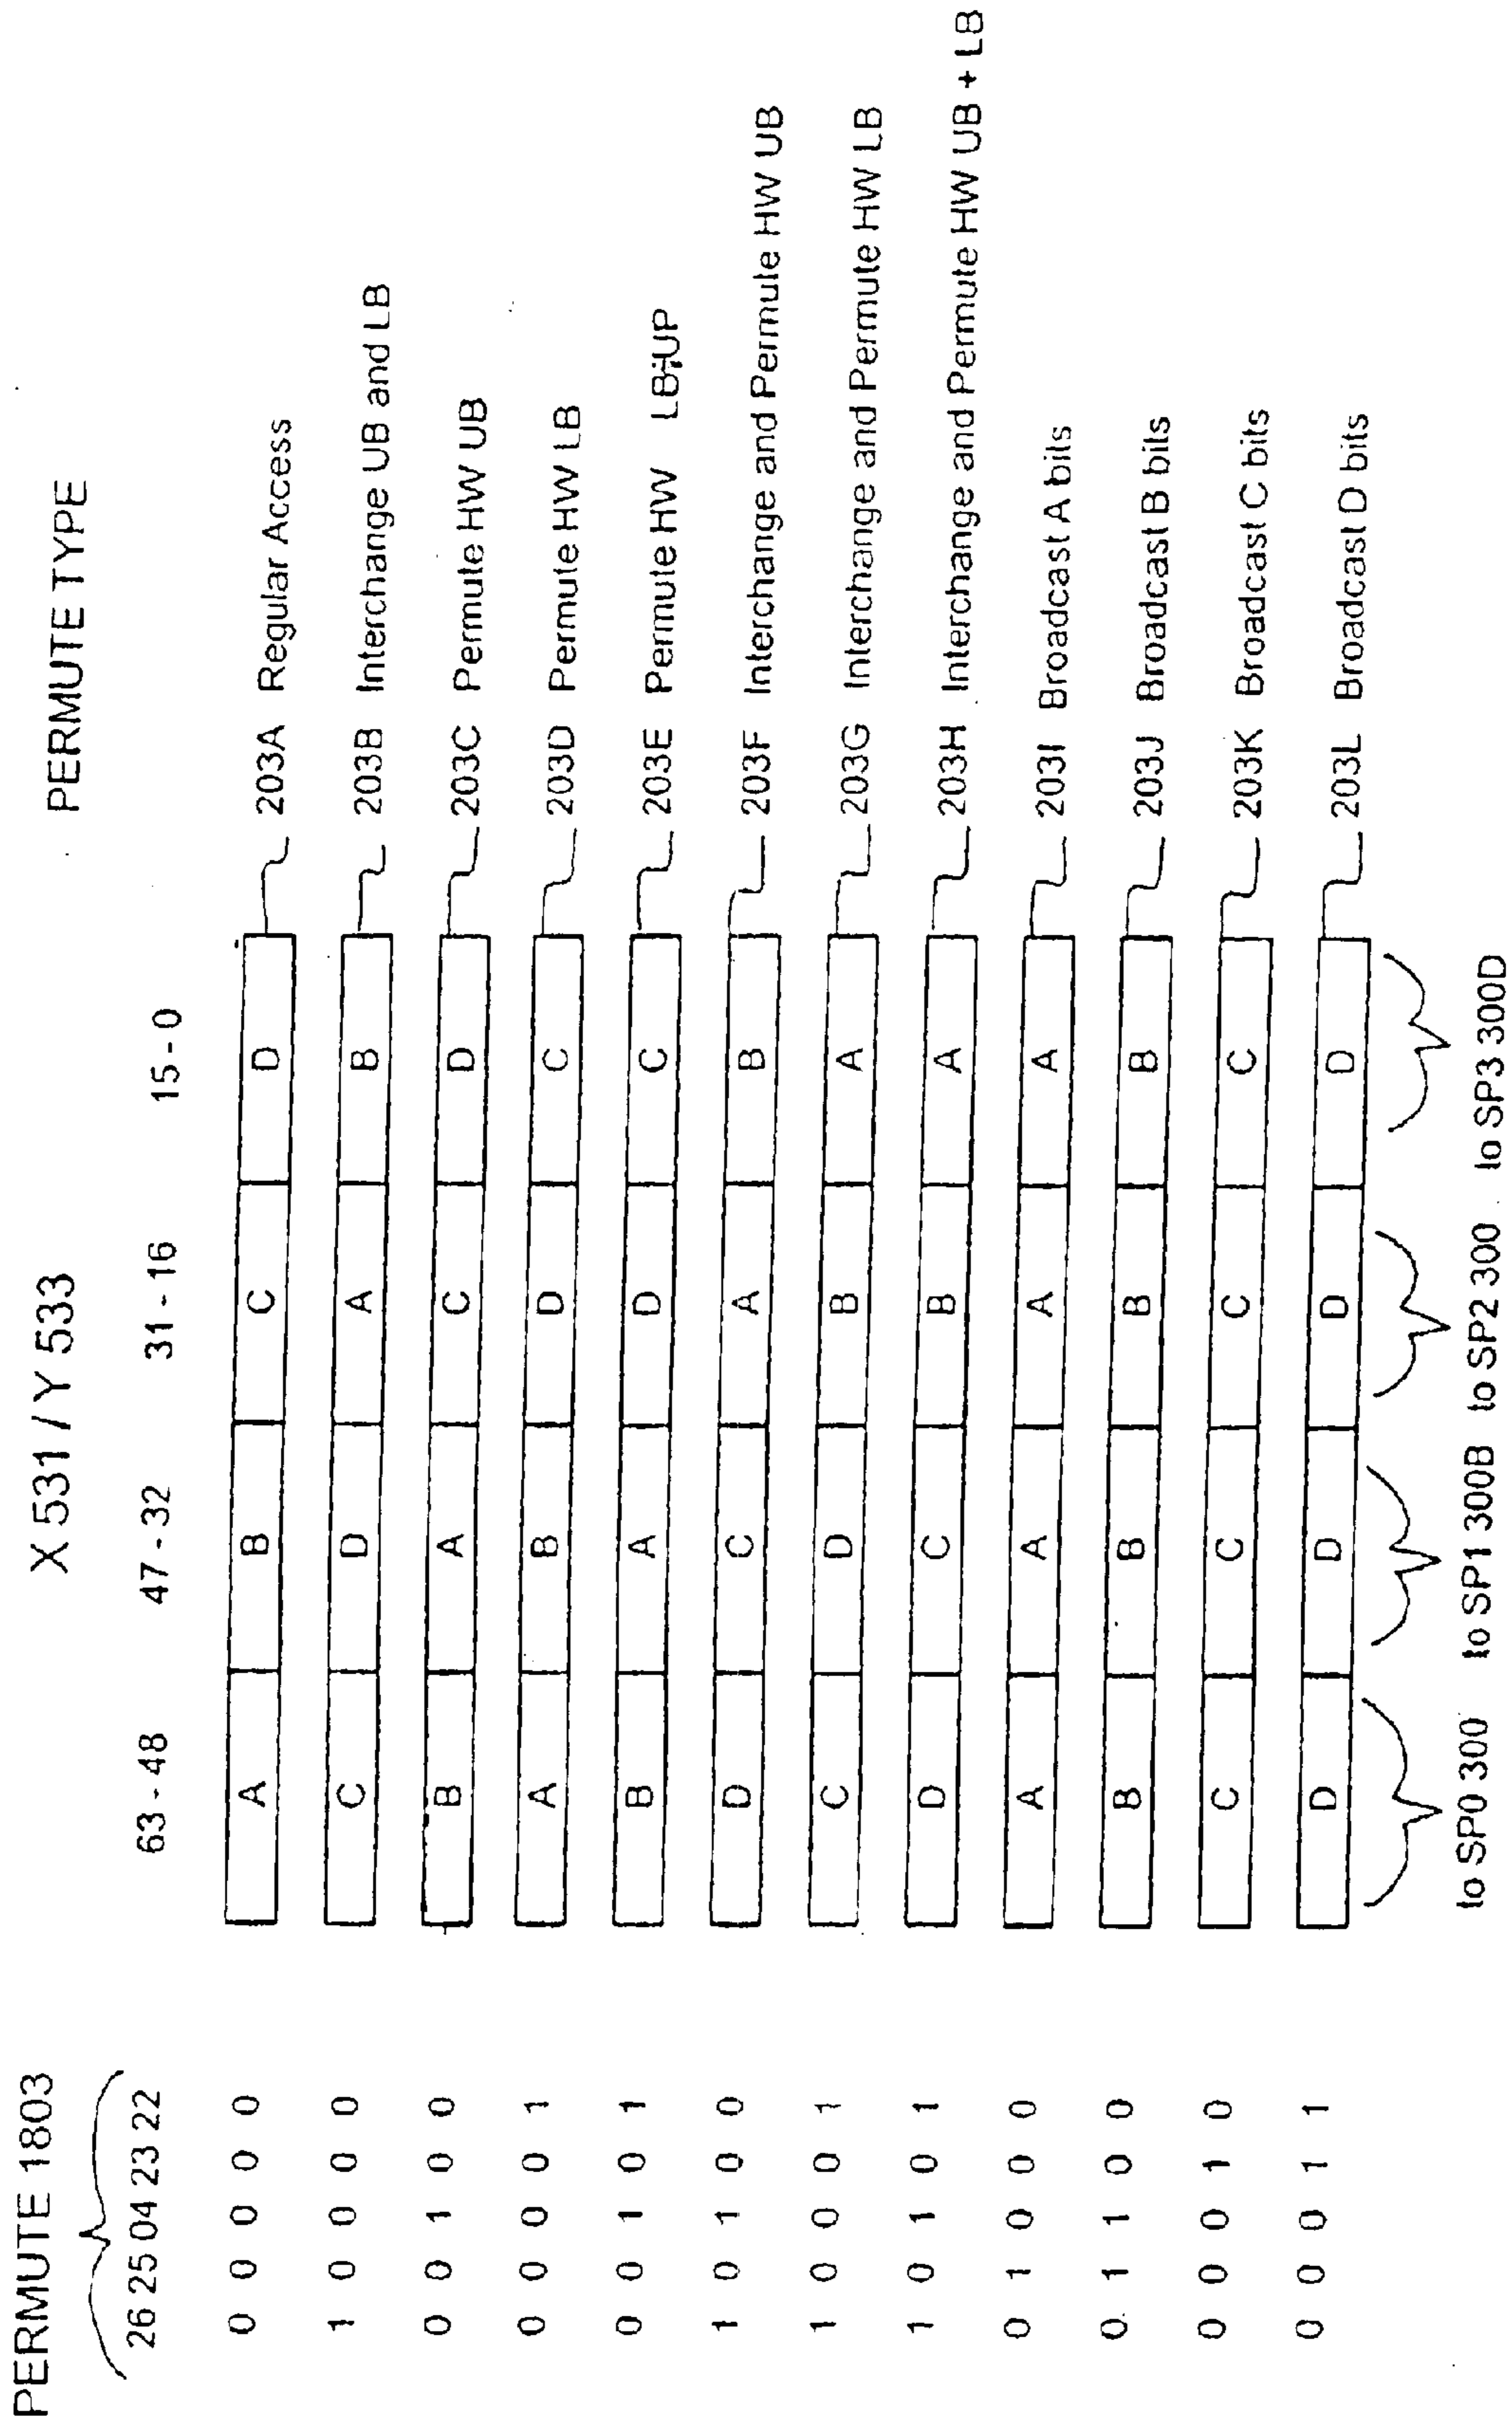 PERMUTE 1803 X 531 / Y 533 PERMUTE TYPE
26 25 04 23 22 63 - 48 47 - 32 31 - 16 15 - 0
0 0 0 0 0 A B C D 203A Regular Access
1 0 0 0 0 C D A B 203B Interchange UB and LB
0 0 1 0 0 B A C D 203C Permute HW UB
0 0 0 0 1 A B D C 203D Permute HW LB
0 0 1 0 1 B A D C 203E Permute HW LB,UP
1 0 1 0 0 D C A B 203F Interchange and Permute HW UB
1 0 0 0 1 C D B A 203G Interchange and Permute HW LB
1 0 1 0 1 D C B A 203H Interchange and Permute HW UB + LB
0 1 0 0 0 A A A A 203I Broadcast A bits
0 1 1 0 0 B B B B 203J Broadcast B bits
0 0 0 1 0 C C C C 203K Broadcast C bits
0 0 0 1 1 D D D D 203L Broadcast D bits
to SP0 300 to SP1 300B to SP2 300 to SP3 300D